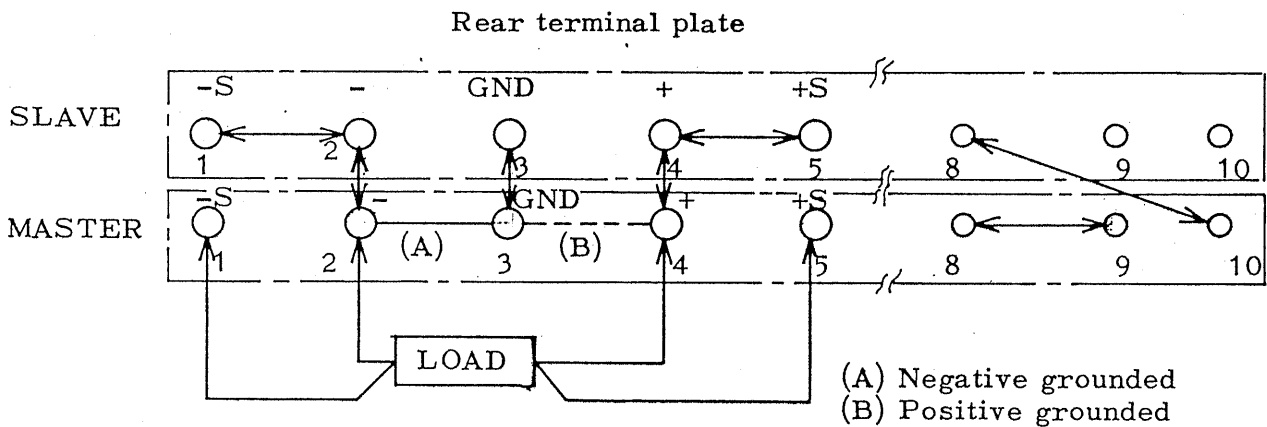 Rear terminal plate
-S - GND + +S
SLAVE
1 2 3 4 5 8 9 10
-S - GND + +S
MASTER
(A) (B)
1 2 3 4 5 8 9 10
LOAD
(A) Negative grounded
(B) Positive grounded